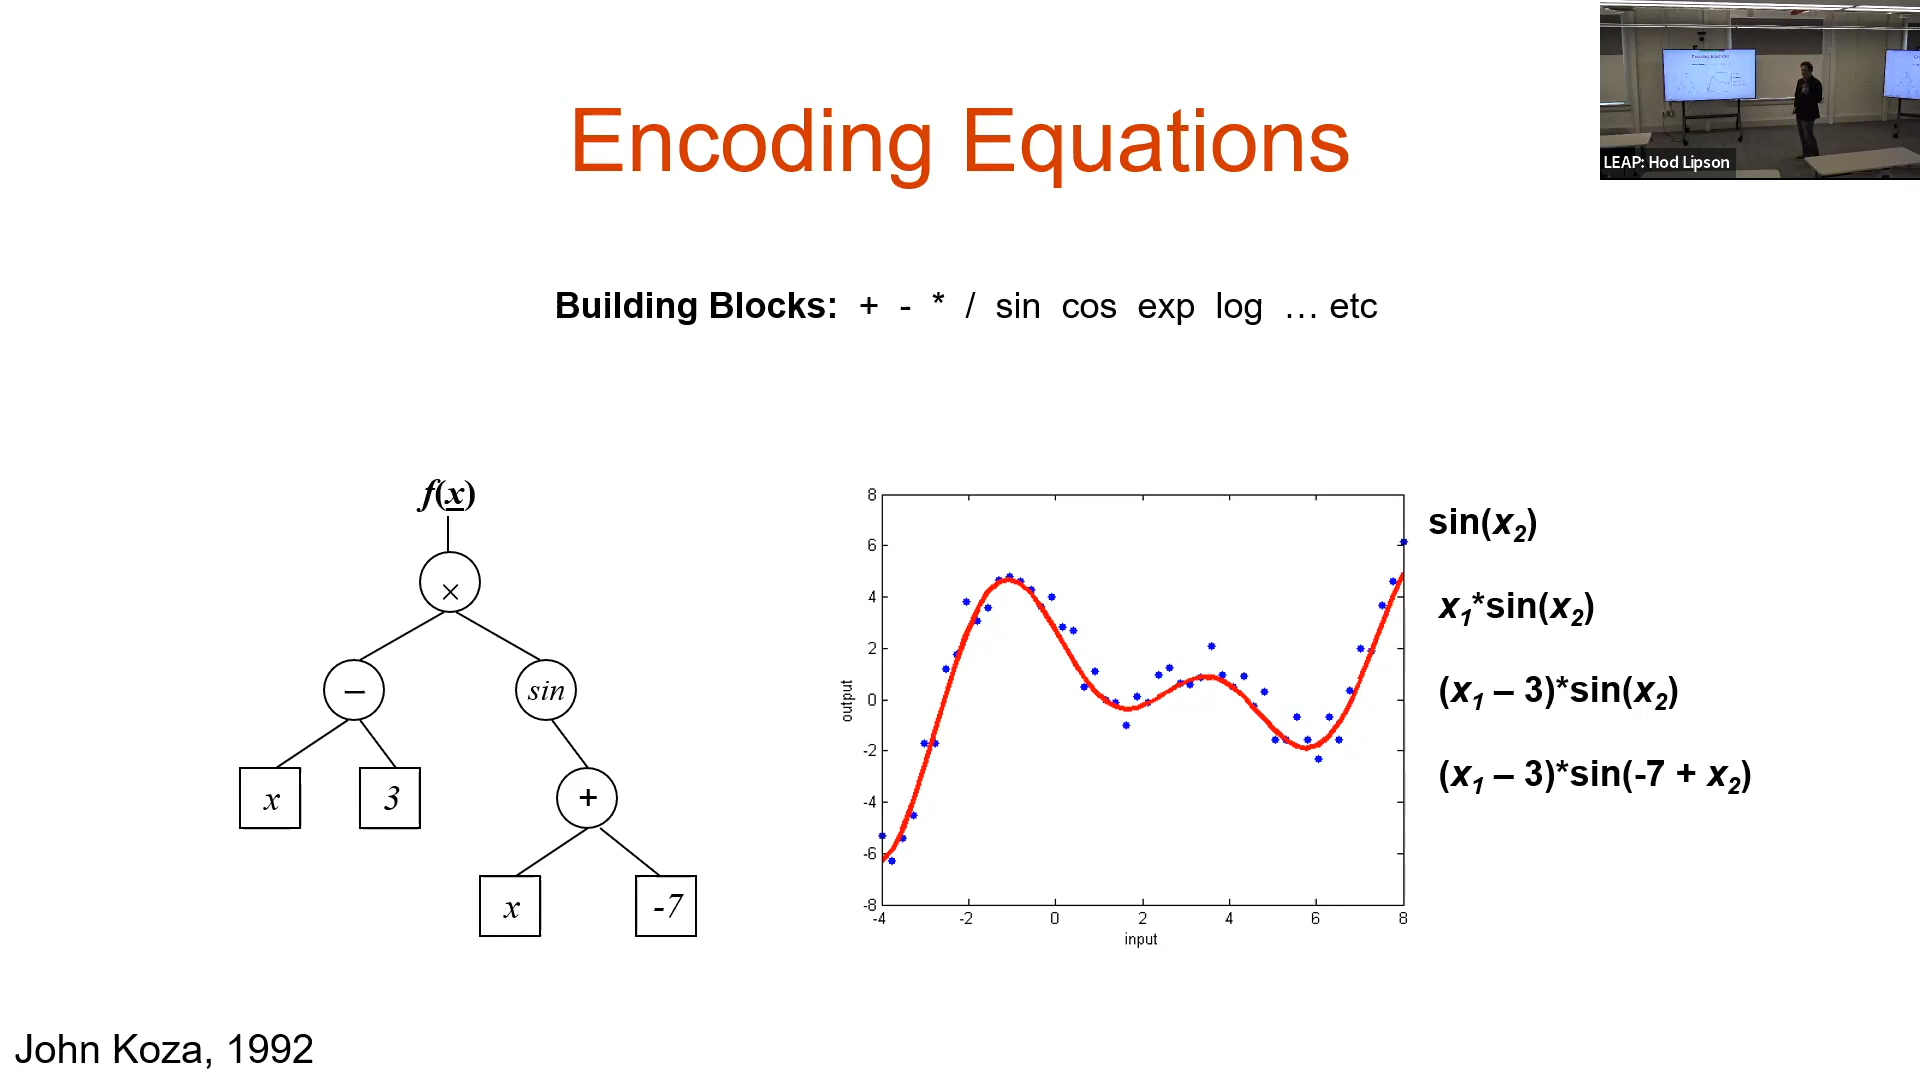 Encoding Equations
LEAP: Hod Lipson
Building Blocks: + - * / sin cos exp log … etc
f(x)
×
– sin
x 3 +
x -7
8
6
4
2
0
-2
-4
-6
-8
output
-4 -2 0 2 4 6 8
input
sin(x₂)
x₁*sin(x₂)
(x₁ – 3)*sin(x₂)
(x₁ – 3)*sin(-7 + x₂)
John Koza, 1992